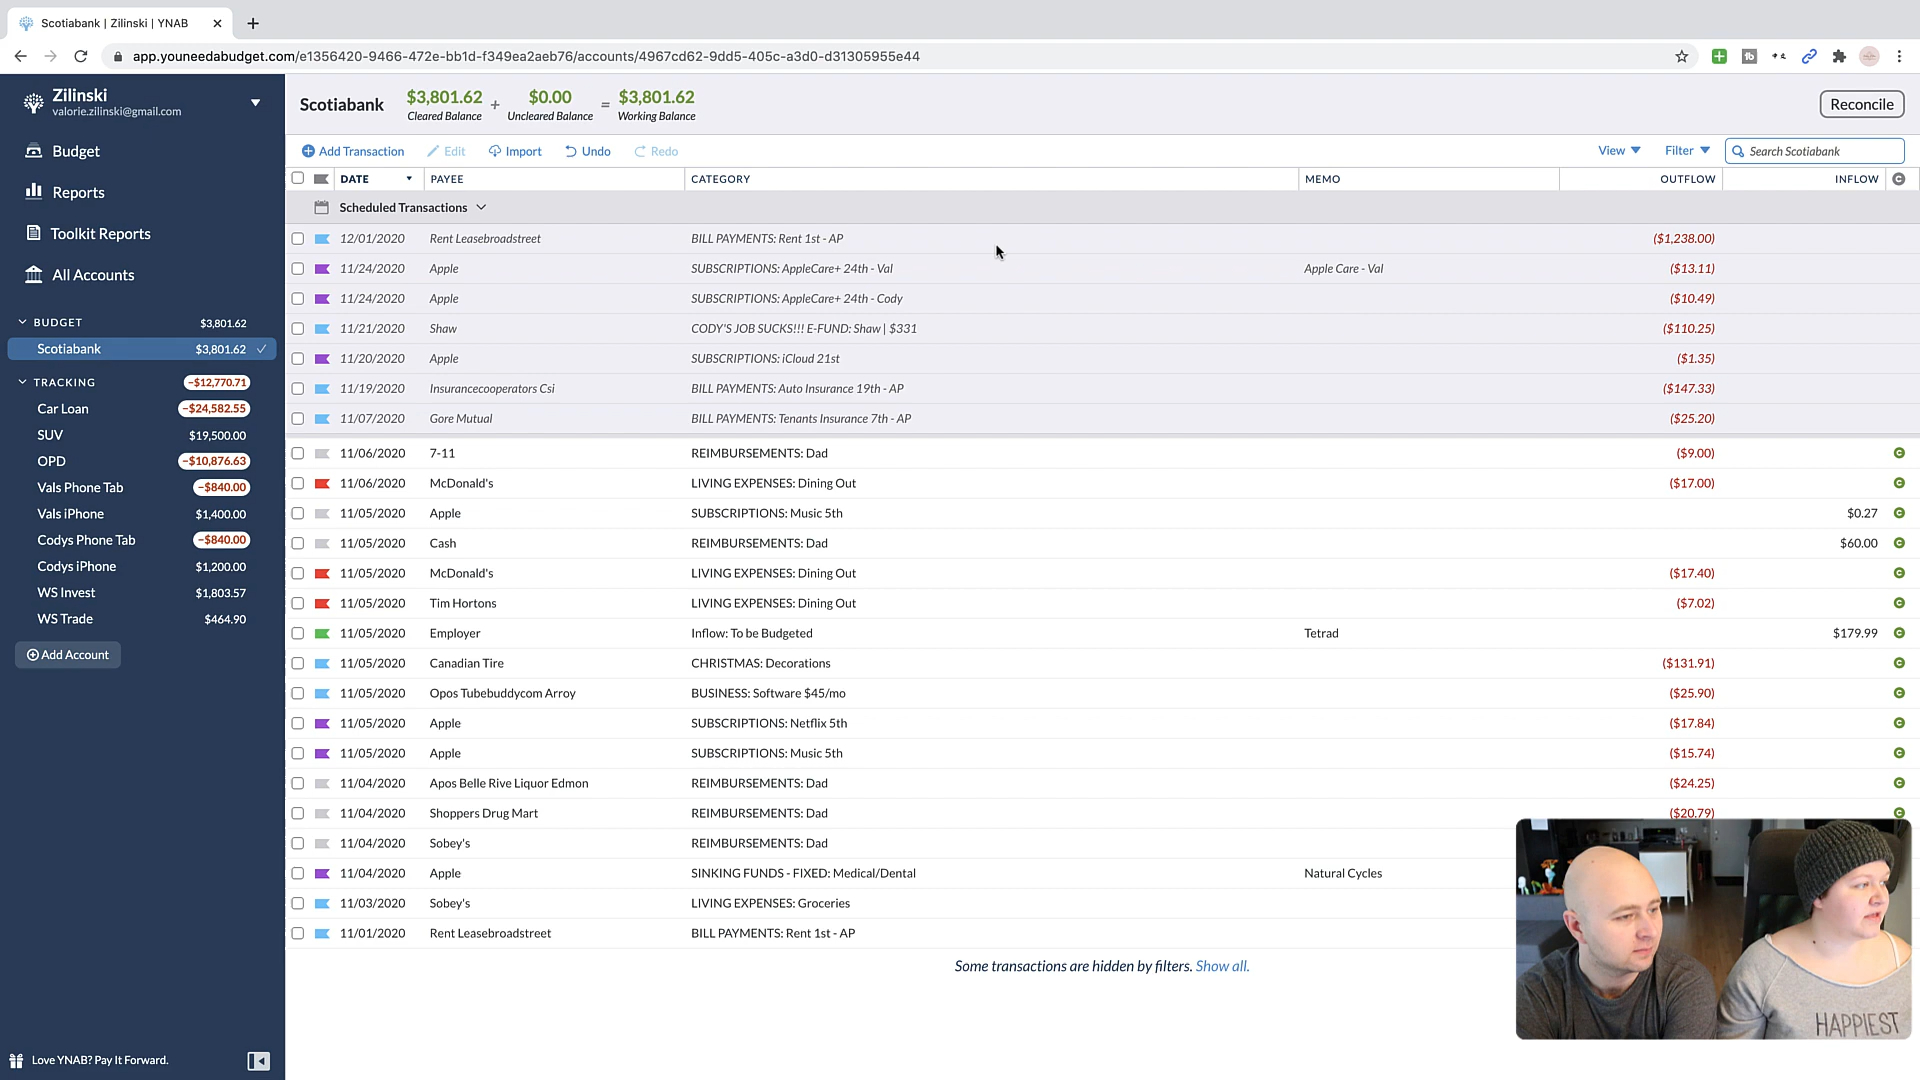 Scotiabank | Zilinski | YNAB
app.youneedabudget.com/e1356420-9466-472e-bb1d-f349ea2aeb76/accounts/4967cd62-9dd5-405c-a3d0-d31305955e44
Zilinski
valorie.zilinski@gmail.com
Budget
Reports
Toolkit Reports
All Accounts
BUDGET $3,801.62
Scotiabank $3,801.62
TRACKING -$12,770.71
Car Loan -$24,582.55
SUV $19,500.00
OPD -$10,876.63
Vals Phone Tab -$840.00
Vals iPhone $1,400.00
Codys Phone Tab -$840.00
Codys iPhone $1,200.00
WS Invest $1,803.57
WS Trade $464.90
Add Account
Love YNAB? Pay It Forward.
Scotiabank $3,801.62 + $0.00 = $3,801.62
Cleared Balance Uncleared Balance Working Balance
Reconcile
Add Transaction Edit Import Undo Redo View Filter Search Scotiabank
DATE PAYEE CATEGORY MEMO OUTFLOW INFLOW C
Scheduled Transactions
12/01/2020 Rent Leasebroadstreet BILL PAYMENTS: Rent 1st - AP ($1,238.00)
11/24/2020 Apple SUBSCRIPTIONS: AppleCare+ 24th - Val Apple Care - Val ($13.11)
11/24/2020 Apple SUBSCRIPTIONS: AppleCare+ 24th - Cody ($10.49)
11/21/2020 Shaw CODY'S JOB SUCKS!!! E-FUND: Shaw | $331 ($110.25)
11/20/2020 Apple SUBSCRIPTIONS: iCloud 21st ($1.35)
11/19/2020 Insurancecooperators Csi BILL PAYMENTS: Auto Insurance 19th - AP ($147.33)
11/07/2020 Gore Mutual BILL PAYMENTS: Tenants Insurance 7th - AP ($25.20)
11/06/2020 7-11 REIMBURSEMENTS: Dad ($9.00) C
11/06/2020 McDonald's LIVING EXPENSES: Dining Out ($17.00) C
11/05/2020 Apple SUBSCRIPTIONS: Music 5th $0.27 C
11/05/2020 Cash REIMBURSEMENTS: Dad $60.00 C
11/05/2020 McDonald's LIVING EXPENSES: Dining Out ($17.40) C
11/05/2020 Tim Hortons LIVING EXPENSES: Dining Out ($7.02) C
11/05/2020 Employer Inflow: To be Budgeted Tetrad $179.99 C
11/05/2020 Canadian Tire CHRISTMAS: Decorations ($131.91) C
11/05/2020 Opos Tubebuddycom Arroy BUSINESS: Software $45/mo ($25.90) C
11/05/2020 Apple SUBSCRIPTIONS: Netflix 5th ($17.84) C
11/05/2020 Apple SUBSCRIPTIONS: Music 5th ($15.74) C
11/04/2020 Apos Belle Rive Liquor Edmon REIMBURSEMENTS: Dad ($24.25) C
11/04/2020 Shoppers Drug Mart REIMBURSEMENTS: Dad ($20.79) C
11/04/2020 Sobey's REIMBURSEMENTS: Dad
11/04/2020 Apple SINKING FUNDS - FIXED: Medical/Dental Natural Cycles
11/03/2020 Sobey's LIVING EXPENSES: Groceries
11/01/2020 Rent Leasebroadstreet BILL PAYMENTS: Rent 1st - AP
Some transactions are hidden by filters. Show all.
HAPPIEST